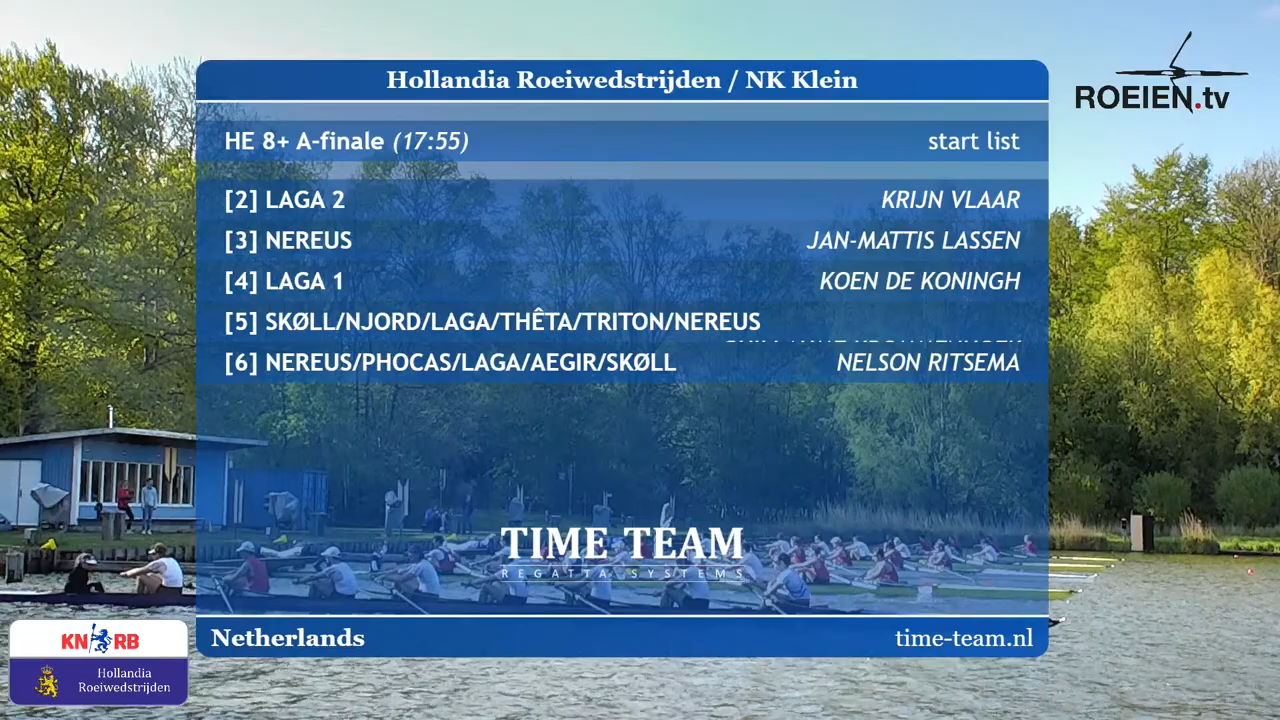 Hollandia Roeiwedstrijden / NK Klein
ROEIEN.tv
HE 8+ A-finale (17:55) start list
[2] LAGA 2 KRIJN VLAAR
[3] NEREUS JAN-MATTIS LASSEN
[4] LAGA 1 KOEN DE KONINGH
[5] SKØLL/NJORD/LAGA/THÊTA/TRITON/NEREUS
[6] NEREUS/PHOCAS/LAGA/AEGIR/SKØLL NELSON RITSEMA
TIME TEAM
REGATTA SYSTEMS
Netherlands time-team.nl
KNRB
Hollandia
Roeiwedstrijden